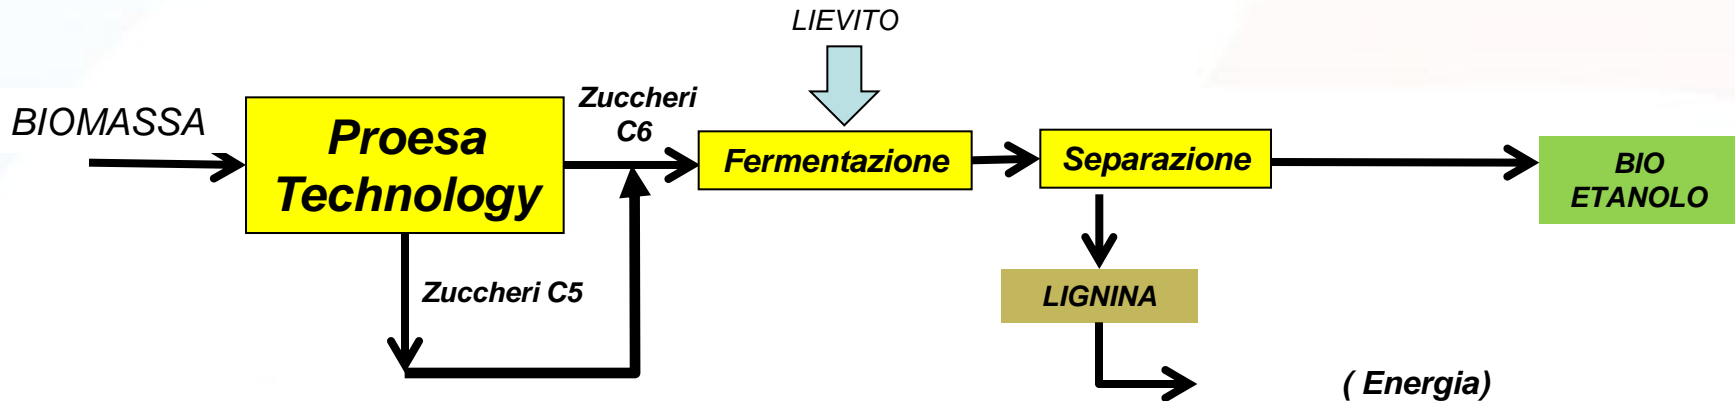 LIEVITO
BIOMASSA
Proesa
Technology
Zuccheri
C6
Fermentazione
Separazione
BIO
ETANOLO
Zuccheri C5
LIGNINA
( Energia)